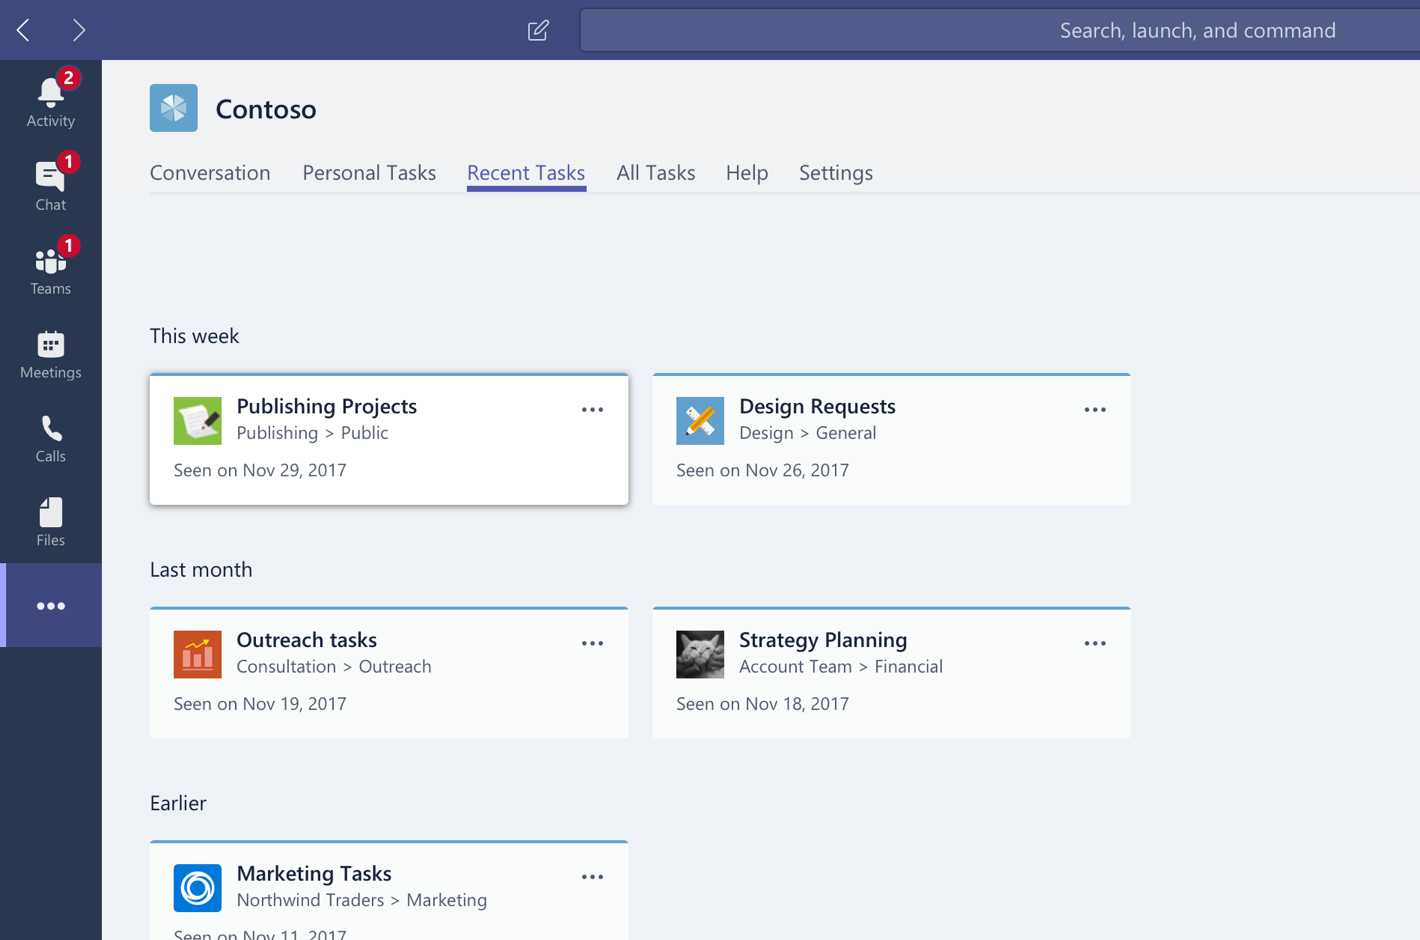 Search, launch, and command
2
Activity
1
Chat
1
Teams
Meetings
Calls
Files
Contoso
Conversation Personal Tasks Recent Tasks All Tasks Help Settings
This week
Publishing Projects
Publishing > Public
Seen on Nov 29, 2017
Design Requests
Design > General
Seen on Nov 26, 2017
Last month
Outreach tasks
Consultation > Outreach
Seen on Nov 19, 2017
Strategy Planning
Account Team > Financial
Seen on Nov 18, 2017
Earlier
Marketing Tasks
Northwind Traders > Marketing
Seen on Nov 11, 2017